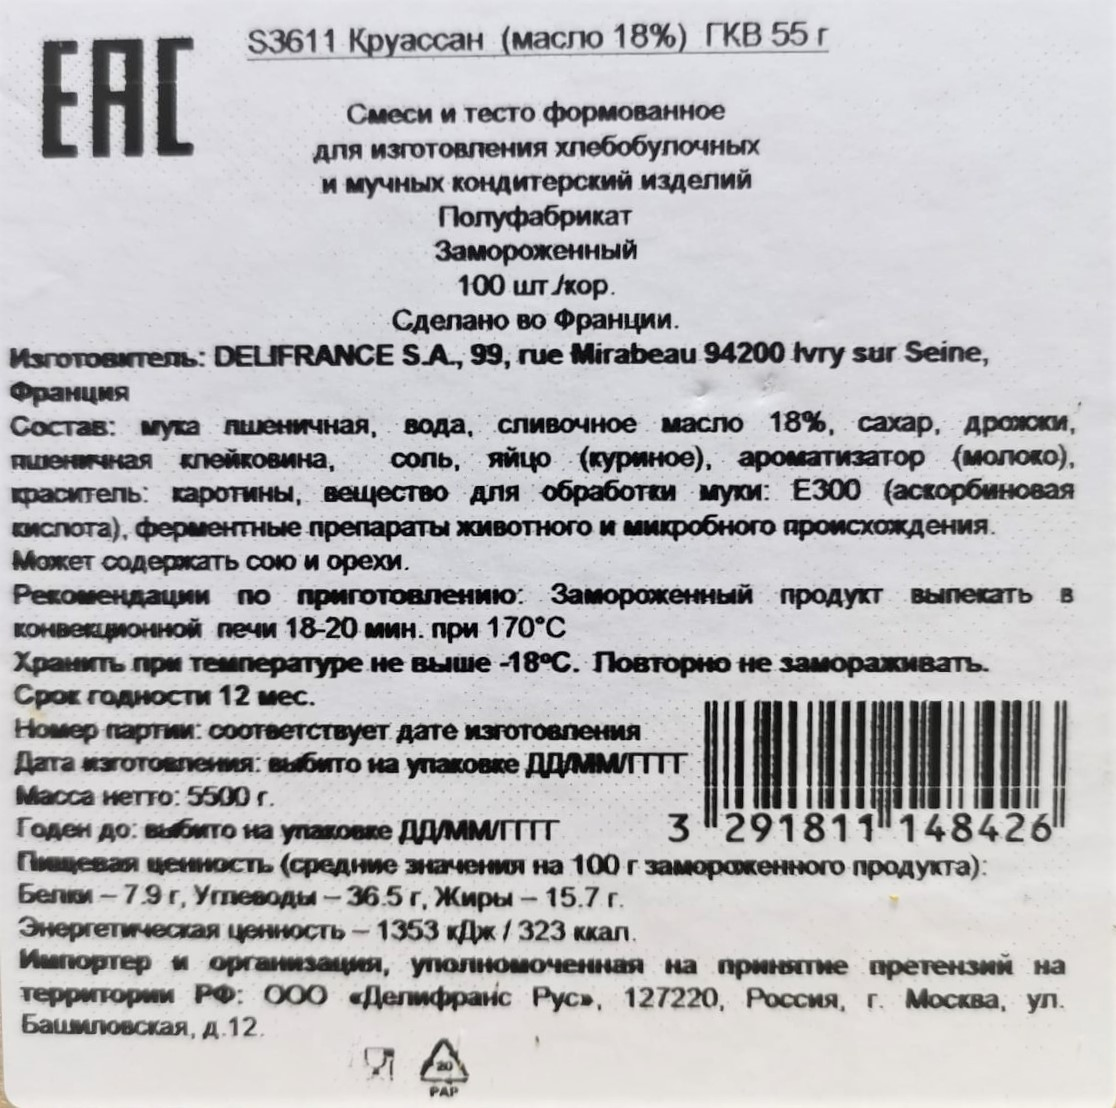 EAC
S3611 Круассан (масло 18%) ГКВ 55 г
Смеси и тесто формованное
для изготовления хлебобулочных
и мучных кондитерский изделий
Полуфабрикат
Замороженный
100 шт./кор.
Сделано во Франции.
Изготовитель: DELIFRANCE S.A., 99, rue Mirabeau 94200 Ivry sur Seine,
Франция
Состав: мука пшеничная, вода, сливочное масло 18%, сахар, дрожжи,
пшеничная клейковина, соль, яйцо (куриное), ароматизатор (молоко),
краситель: каротины, вещество для обработки муки: Е300 (аскорбиновая
кислота), ферментные препараты животного и микробного происхождения.
Может содержать сою и орехи.
Рекомендации по приготовлению: Замороженный продукт выпекать в
конвекционной печи 18-20 мин. при 170°С
Хранить при температуре не выше -18ºС. Повторно не замораживать.
Срок годности 12 мес.
Номер партии: соответствует дате изготовления
Дата изготовления: выбито на упаковке ДД/ММ/ГГГГ
Масса нетто: 5500 г.
Годен до: выбито на упаковке ДД/ММ/ГГГГ
3 291811 148426
Пищевая ценность (средние значения на 100 г замороженного продукта):
Белки – 7.9 г, Углеводы – 36.5 г, Жиры – 15.7 г.
Энергетическая ценность – 1353 кДж / 323 ккал.
Импортер и организация, уполномоченная на принятие претензий на
территории РФ: ООО «Делифранс Рус», 127220, Россия, г. Москва, ул.
Башиловская, д.12.
20
PAP